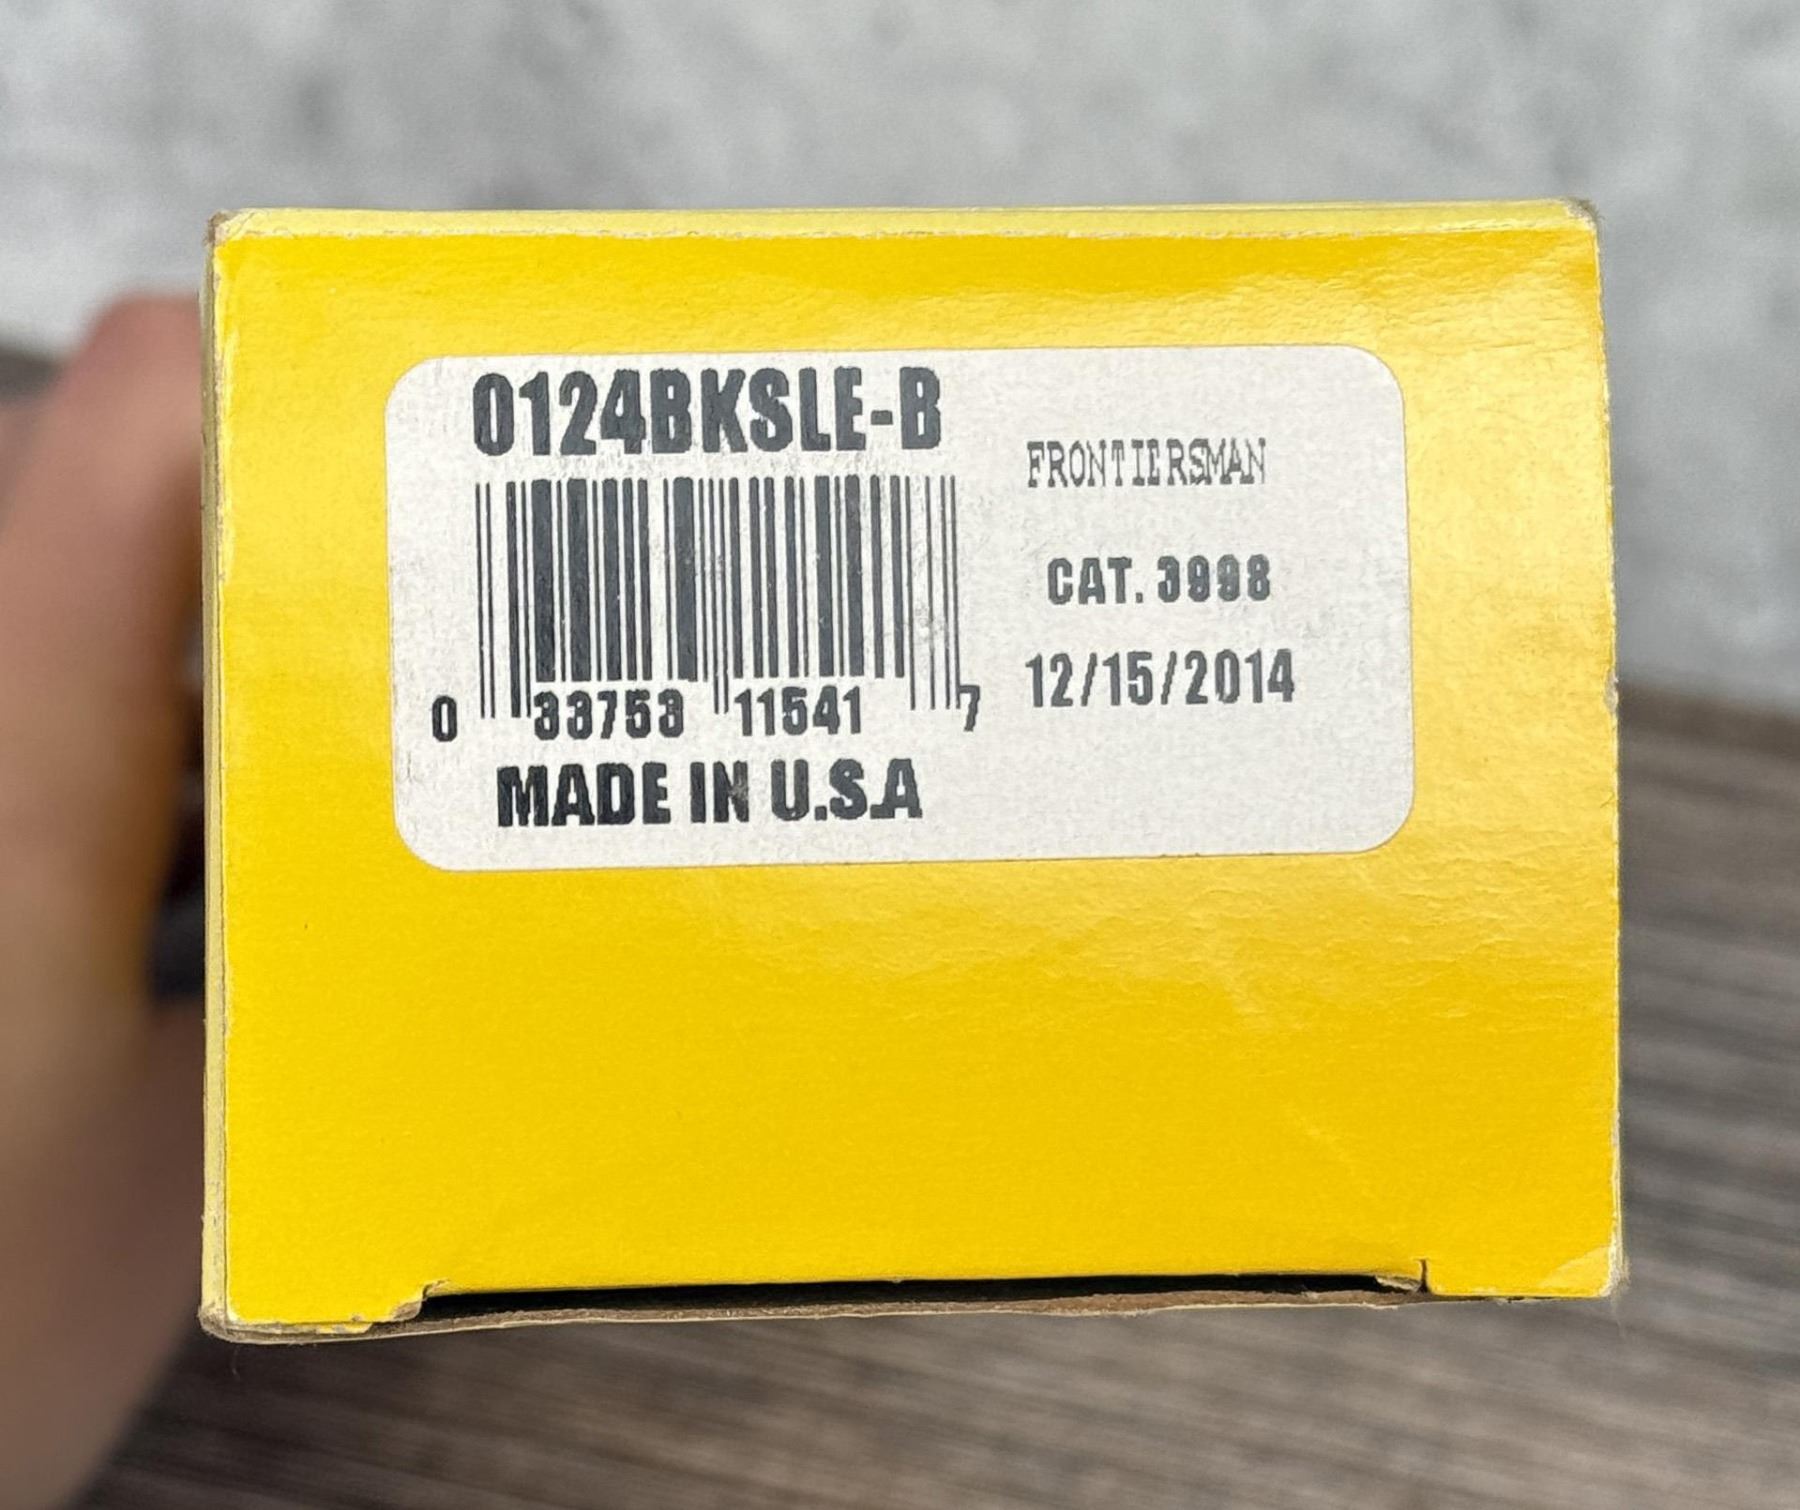 0124BKSLE-B
FRONTIERSMAN
CAT. 3998
12/15/2014
0 33753 11541 7
MADE IN U.S.A